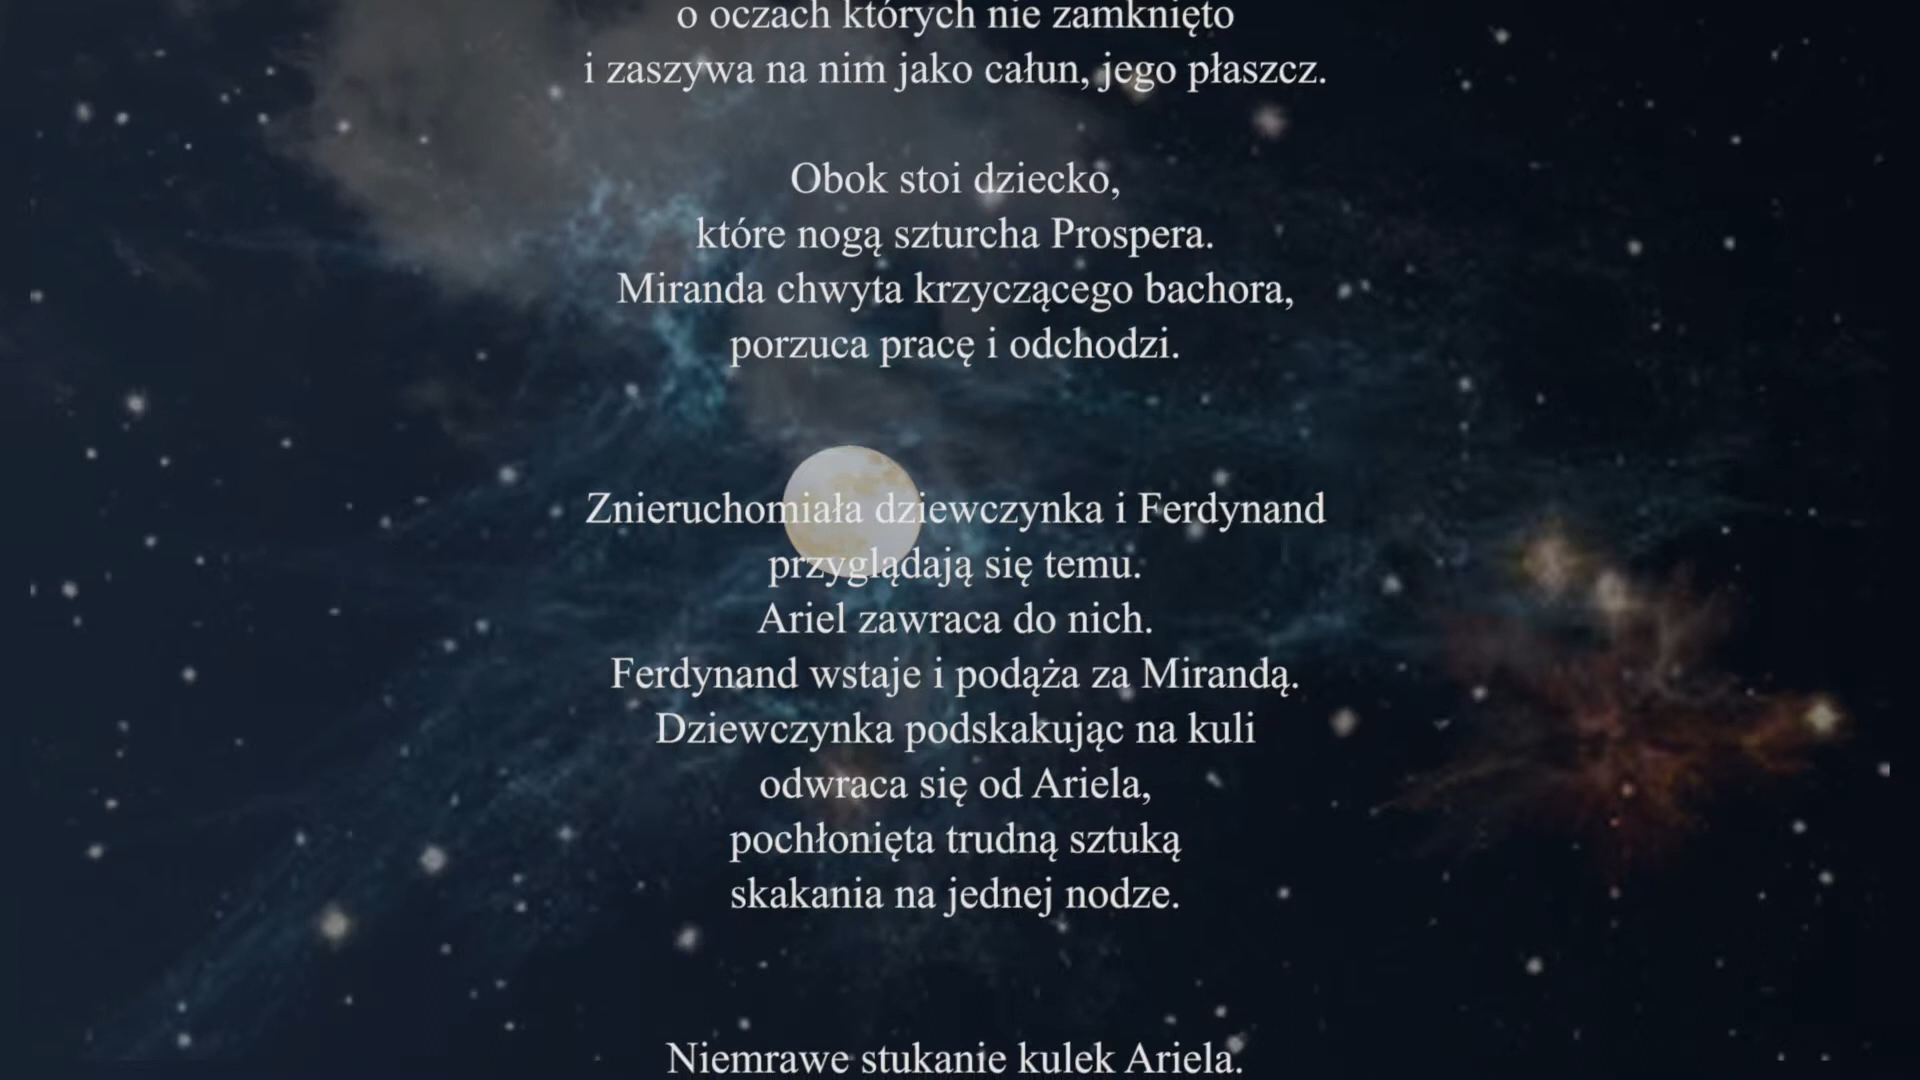 o oczach których nie zamknięto
i zaszywa na nim jako całun, jego płaszcz.
Obok stoi dziecko,
które nogą szturcha Prospera.
Miranda chwyta krzyczącego bachora,
porzuca pracę i odchodzi.
Znieruchomiała dziewczynka i Ferdynand
przyglądają się temu.
Ariel zawraca do nich.
Ferdynand wstaje i podąża za Mirandą.
Dziewczynka podskakując na kuli
odwraca się od Ariela,
pochłonięta trudną sztuką
skakania na jednej nodze.
Niemrawe stukanie kulek Ariela.